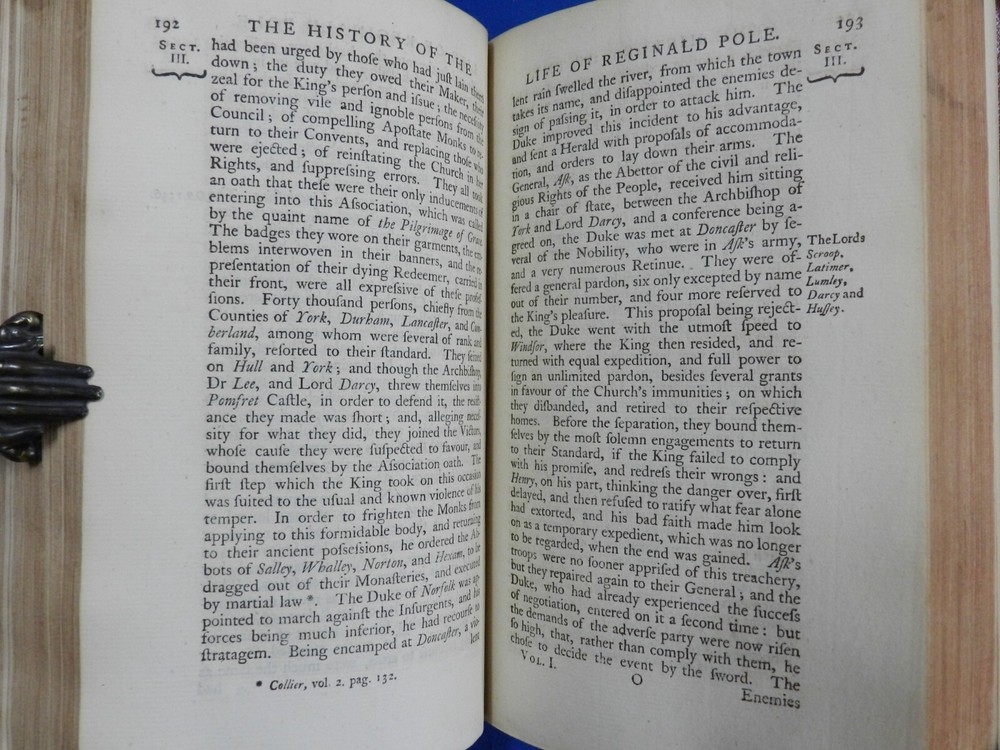 192
THE HISTORY OF THE
SECT.
III.
had been urged by thoſe who had juſt lain them
down; the duty they owed their Maker, their
zeal for the King's perſon and iſſue; the neceſſity
of removing vile and ignoble perſons from the
Council; of compelling Apoſtate Monks to re-
turn to their Convents, and replacing thoſe who
were ejected; of reinſtating the Church in her
Rights, and ſuppreſsing errors. They all took
an oath that theſe were their only inducements of
entering into this Aſsociation, which was called
by the quaint name of the Pilgrimage of Grace.
The badges they wore on their garments, the em-
blems interwoven in their banners, and the re-
preſentation of their dying Redeemer, carried in
their front, were all expreſsive of theſe profeſ-
ſions. Forty thouſand perſons, chiefly from the
Counties of York, Durham, Lancaſter, and Cum-
berland, among whom were ſeveral of rank and
family, reſorted to their ſtandard. They ſeized
on Hull and York; and though the Archbiſhop,
Dr Lee, and Lord Darcy, threw themſelves into
Pomfret Caſtle, in order to defend it, the reſiſt-
ance they made was ſhort; and, alleging neceſ-
ſity for what they did, they joined the Victors,
whoſe cauſe they were ſuſpected to favour, and
bound themſelves by the Aſsociation oath. The
firſt ſtep which the King took on this occaſion
was ſuited to the uſual and known violence of his
temper. In order to frighten the Monks from
applying to this formidable body, and returning
to their ancient poſseſsions, he ordered the Ab-
bots of Salley, Whalley, Norton, and Hexam, to be
dragged out of their Monaſteries, and executed
by martial law *. The Duke of Norfolk was ap-
pointed to march againſt the Inſurgents, and his
forces being much inferior, he had recourſe to
ſtratagem. Being encamped at Doncaſter, a vio-
lent
* Collier, vol. 2. pag. 132.
LIFE OF REGINALD POLE.
193
SECT.
III.
lent rain ſwelled the river, from which the town
takes its name, and diſappointed the enemies de-
sign of paſsing it, in order to attack him. The
Duke improved this incident to his advantage,
and ſent a Herald with propoſals of accommoda-
tion, and orders to lay down their arms. The
General, Aſk, as the Abettor of the civil and reli-
gious Rights of the People, received him sitting
in a chair of ſtate, between the Archbiſhop of
York and Lord Darcy, and a conference being a-
greed on, the Duke was met at Doncaſter by ſe-
veral of the Nobility, who were in Aſk's army,
and a very numerous Retinue. They were of-
fered a general pardon, six only excepted by name
out of their number, and four more reſerved to
the King's pleaſure. This propoſal being reject-
ed, the Duke went with the utmoſt ſpeed to
Windſor, where the King then resided, and re-
turned with equal expedition, and full power to
ſign an unlimited pardon, besides ſeveral grants
in favour of the Church's immunities; on which
they diſbanded, and retired to their reſpective
homes. Before the ſeparation, they bound them-
ſelves by the moſt ſolemn engagements to return
to their Standard, if the King failed to comply
with his promiſe, and redreſs their wrongs: and
Henry, on his part, thinking the danger over, firſt
delayed, and then refuſed to ratify what fear alone
had extorted, and his bad faith made him look
on as a temporary expedient, which was no longer
to be regarded, when the end was gained. Aſk's
troops were no ſooner appriſed of this treachery,
but they repaired again to their General; and the
Duke, who had already experienced the ſucceſs
of negotiation, entered on it a ſecond time: but
the demands of the adverſe party were now riſen
ſo high, that, rather than comply with them, he
choſe to decide the event by the ſword. The
VOL. I.
O
Enemies
The Lords
Scroop,
Latimer,
Lumley,
Darcy and
Huſſey.